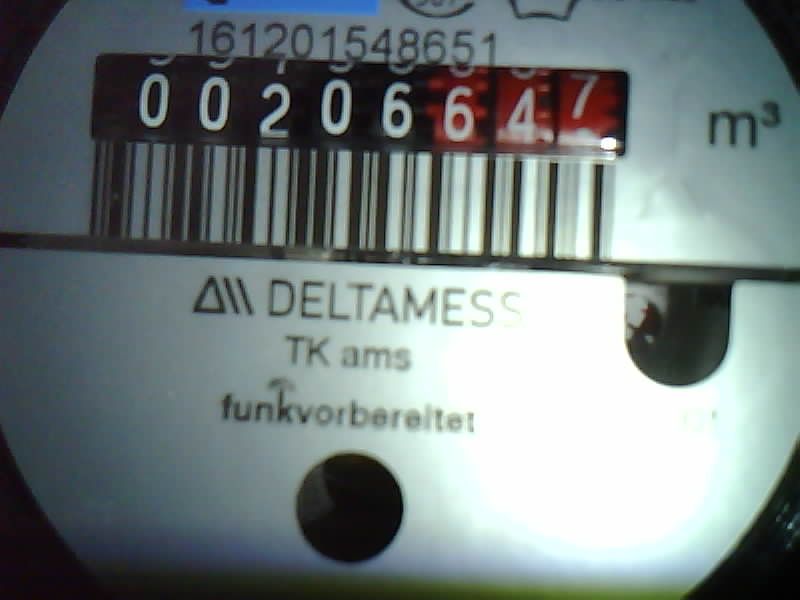 161201548651
00206647 m³
DELTAMESS
TK ams
funkvorbereitet